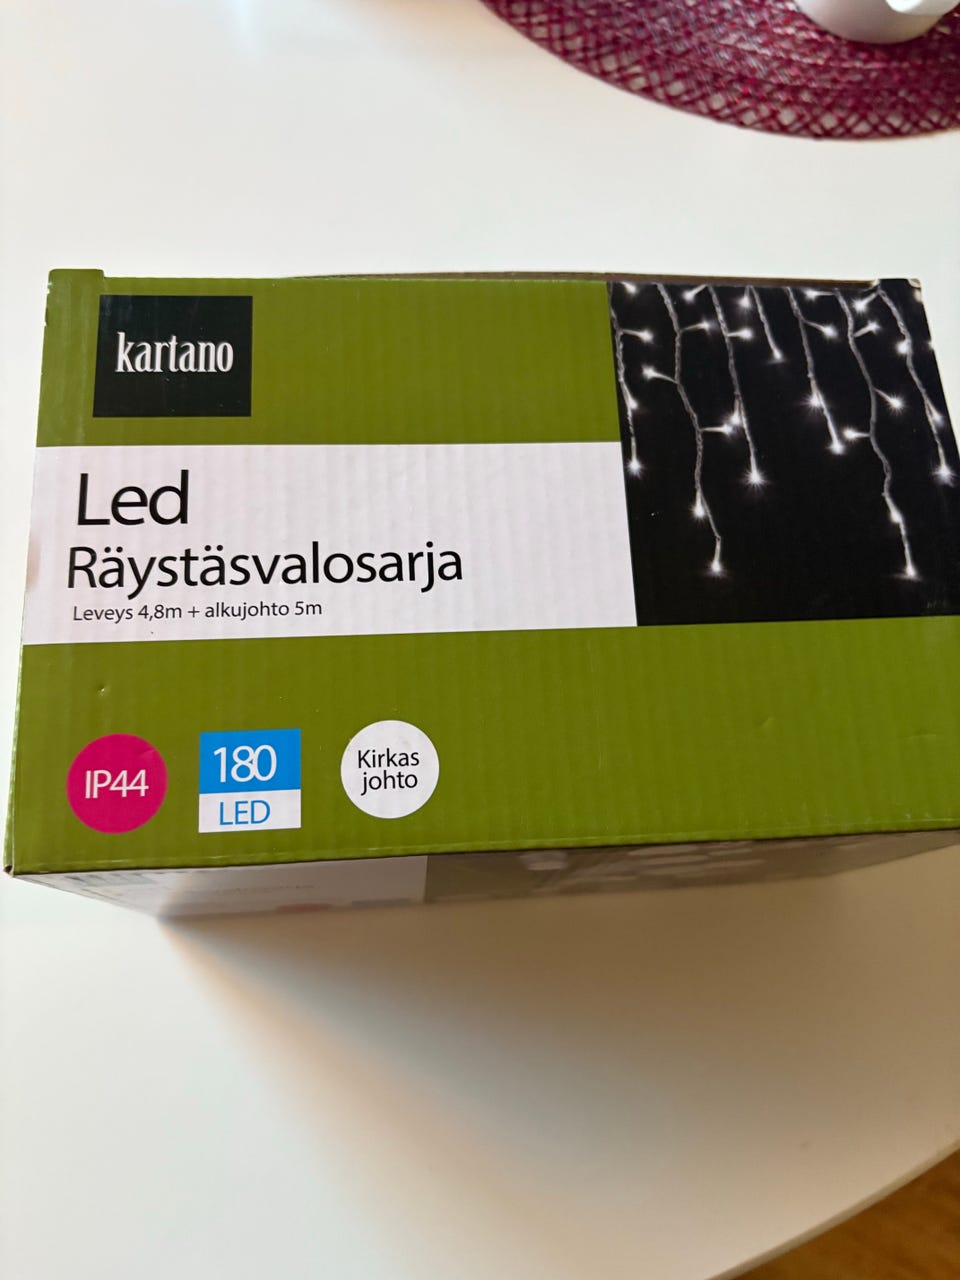 kartano
Led
Räystäsvalosarja
Leveys 4,8m + alkujohto 5m
IP44
180
LED
Kirkas
johto